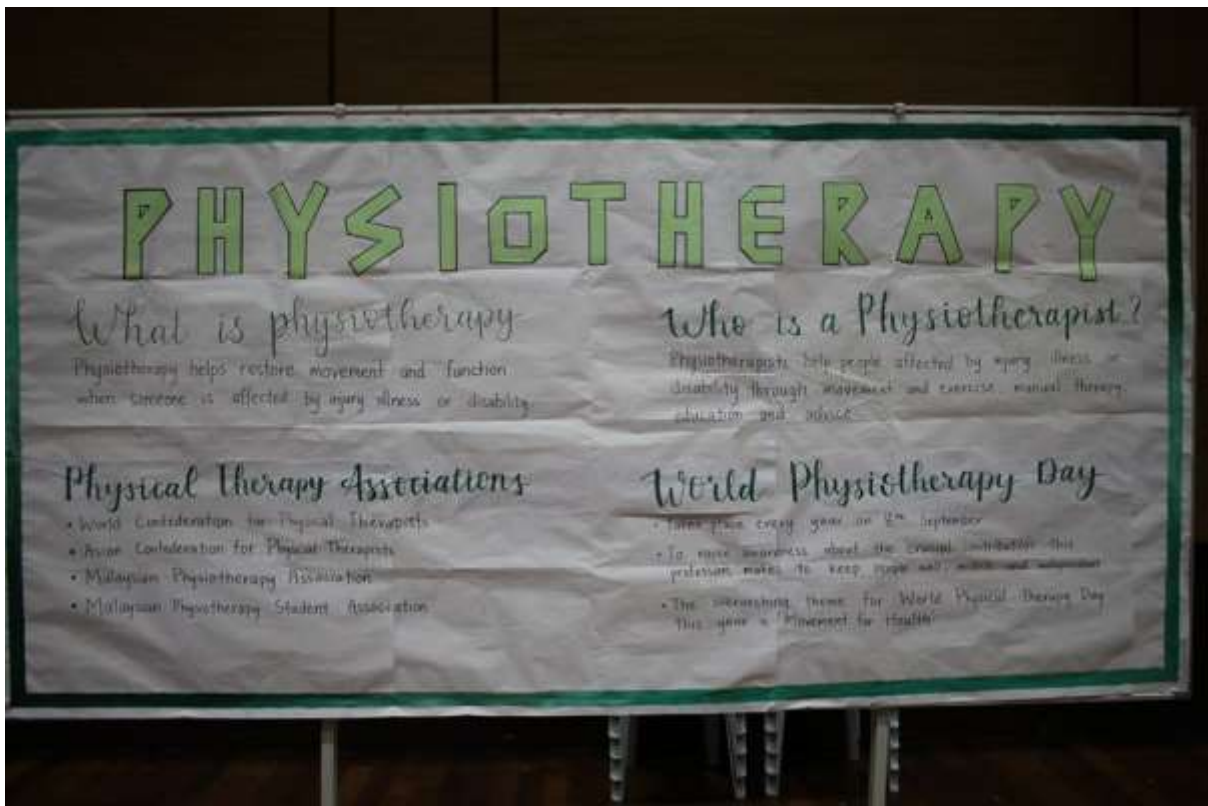 PHYSIOTHERAPY
What is physiotherapy
Physiotherapy helps restore movement and function
when someone is affected by injury illness or disability.
Who is a Physiotherapist?
Physiotherapists help people affected by injury illness or
disability through movement and exercise, manual therapy,
education and advice
Physical Therapy Associations
• World Confederation for Physical Therapists
• Asian Confederation for Physical Therapists
• Malaysian Physiotherapy Association
• Malaysian Physiotherapy Student Association
World Physiotherapy Day
• Takes place every year on 8th September
• To raise awareness about the crucial contribution this
profession makes to keep people well, mobile and independent
• The overarching theme for World Physical Therapy Day
This year is "Movement for Health"